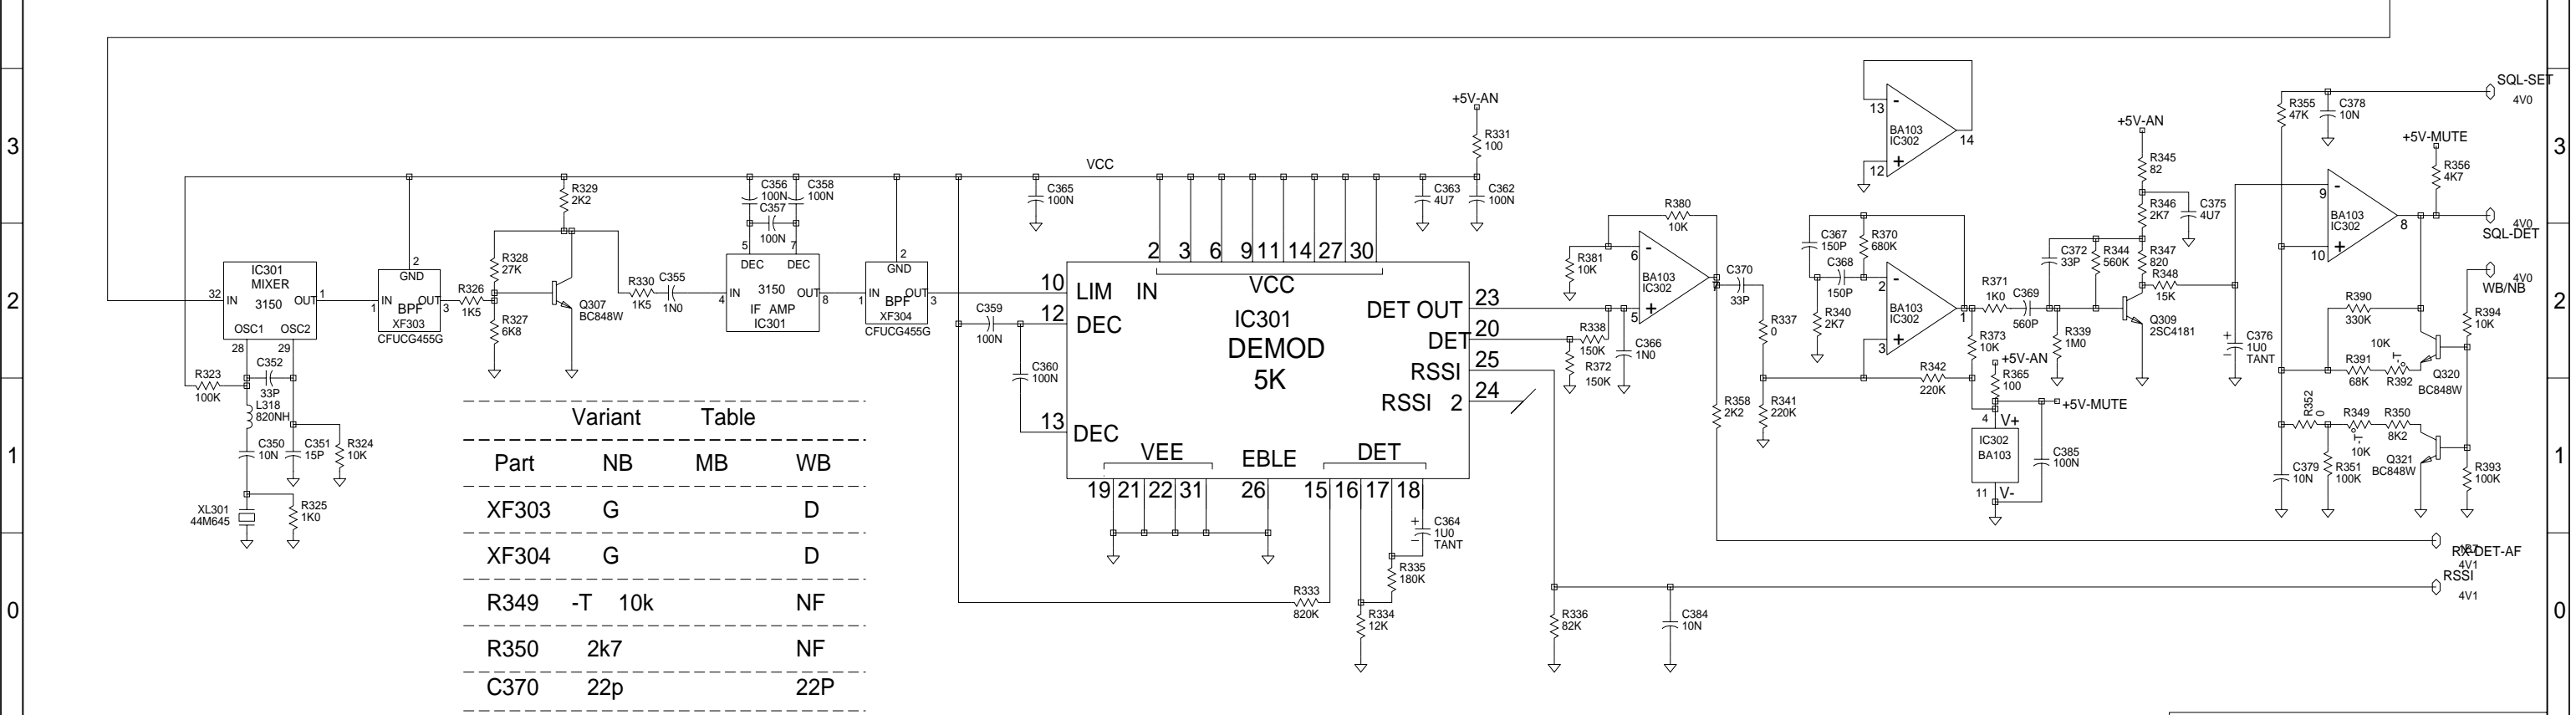 3
2
1
0
3
2
1
0
VCC
+5V-AN
R331
100
C365
100N
C363
4U7
C362
100N
IC301
MIXER
3150
32 IN
OUT 1
OSC1 OSC2
28 29
R323
100K
C352
33P
L318
820NH
C350
10N
C351
15P
R324
10K
XL301
44M645
R325
1K0
2
GND
IN OUT
1 3
BPF
XF303
CFUCG455G
R326
1K5
R328
27K
R327
6K8
R329
2K2
Q307
BC848W
R330
1K5
C355
1N0
C356
100N
C358
100N
C357
100N
5 7
DEC DEC
3150
4 IN OUT 8
IF AMP
IC301
2
GND
IN OUT
1 3
BPF
XF304
CFUCG455G
C359
100N
C360
100N
2 3 6 9 11 14 27 30
VCC
10 LIM IN
12 DEC
13 DEC
IC301
DEMOD
5K
DET OUT 23
DET 20
RSSI 25
RSSI 2 24
VEE EBLE DET
19 21 22 31 26 15 16 17 18
+
-
C364
1U0
TANT
R335
180K
R333
820K
R334
12K
R336
82K
C384
10N
R380
10K
R381
10K
6 -
5 +
7
BA103
IC302
R338
150K
R372
150K
C366
1N0
C370
33P
R337
0
R358
2K2
R341
220K
13 -
12 +
BA103
IC302
14
C367
150P
R370
680K
C368
150P
R340
2K7
2 -
3 +
BA103
IC302
1
R371
1K0
C369
560P
R373
10K
R342
220K
+5V-AN
R365
100
+5V-MUTE
4 V+
IC302
BA103
11 V-
C385
100N
R339
1M0
C372
33P
R344
560K
+5V-AN
R345
82
R346
2K7
C375
4U7
R347
820
R348
15K
Q309
2SC4181
+
-
C376
1U0
TANT
R355
47K
C378
10N
SQL-SET
4V0
+5V-MUTE
R356
4K7
9 -
10 +
BA103
IC302
8
4V0
SQL-DET
4V0
WB/NB
R390
330K
R394
10K
10K
-T°
R391
68K
R392
Q320
BC848W
R352
0
R349
-T°
10K
R350
8K2
Q321
BC848W
C379
10N
R351
100K
R393
100K
RX-DET-AF
4V1
RSSI
4V1
Variant Table
Part NB MB WB
XF303 G D
XF304 G D
R349 -T 10k NF
R350 2k7 NF
C370 22p 22P